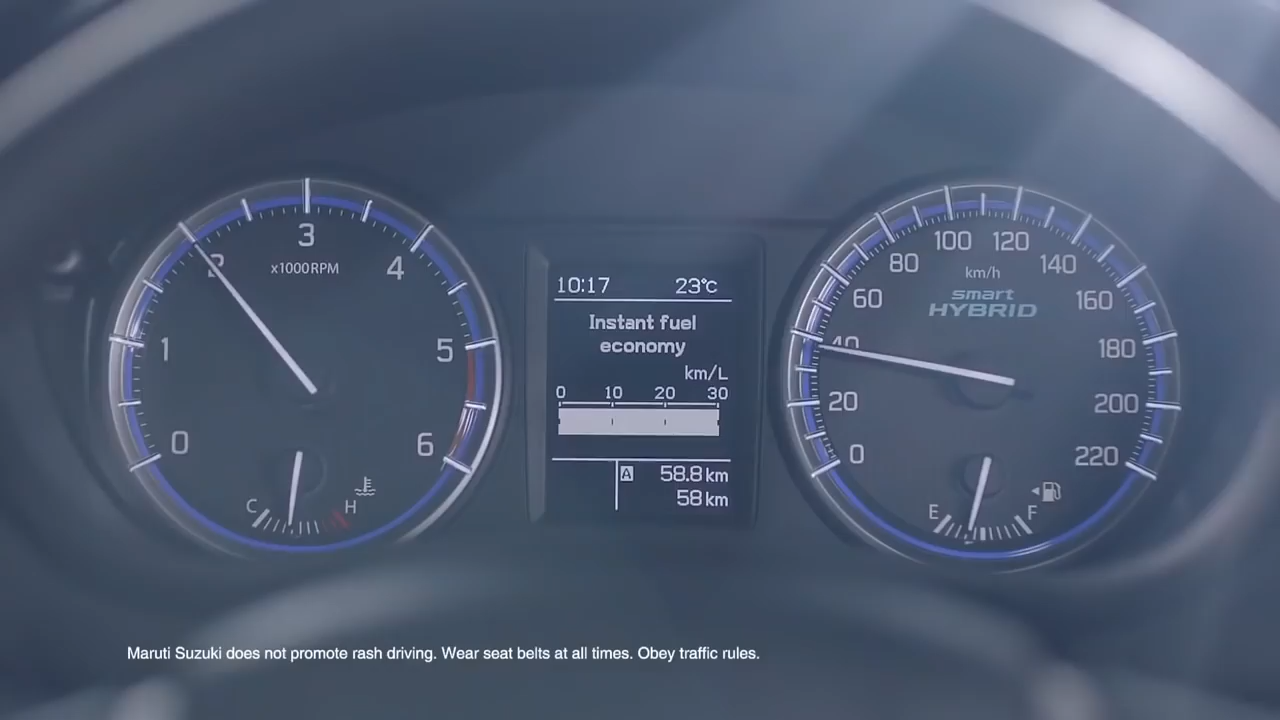 0
1
2
3
4
5
6
x1000RPM
C
H
10:17 23°C
Instant fuel
economy
km/L
0 10 20 30
A 58.8 km
58 km
0
20
40
60
80
100
120
140
160
180
200
220
km/h
smart
HYBRID
E
F
Maruti Suzuki does not promote rash driving. Wear seat belts at all times. Obey traffic rules.